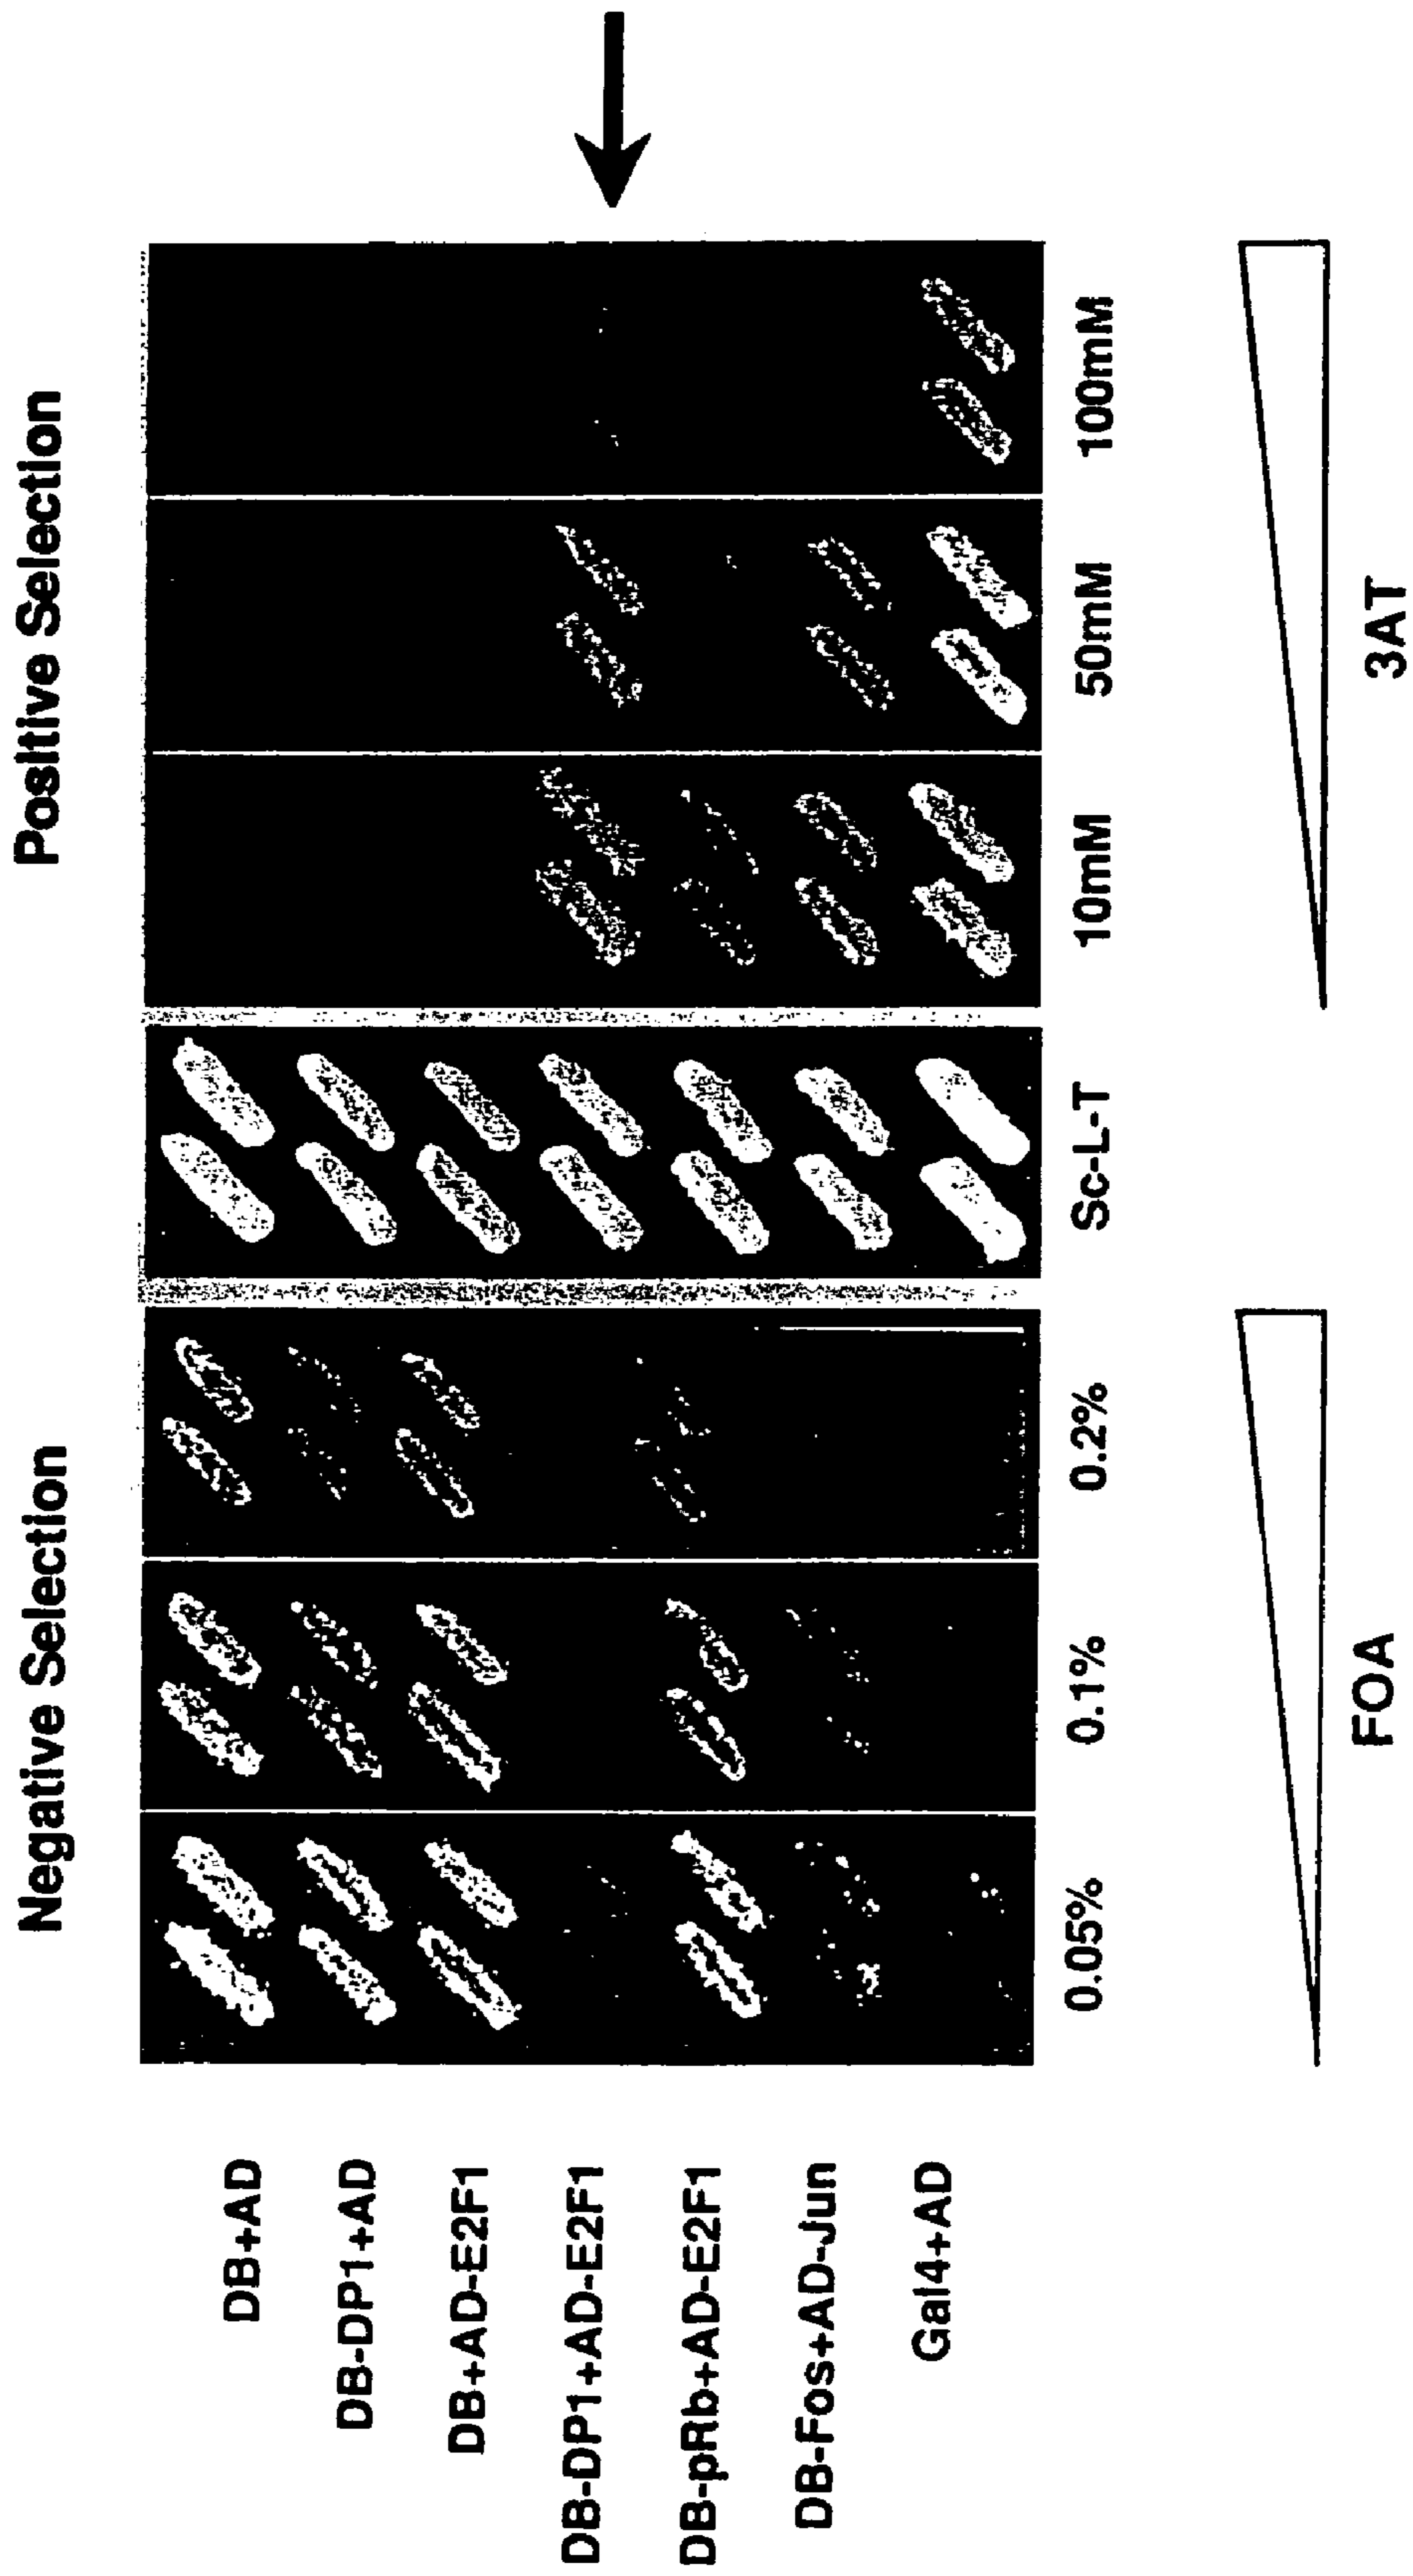 Negative Selection
Positive Selection
DB+AD
DB-DP1+AD
DB+AD-E2F1
DB-DP1+AD-E2F1
DB-pRb+AD-E2F1
DB-Fos+AD-Jun
Gal4+AD
0.05%
0.1%
0.2%
Sc-L-T
10mM
50mM
100mM
FOA
3AT